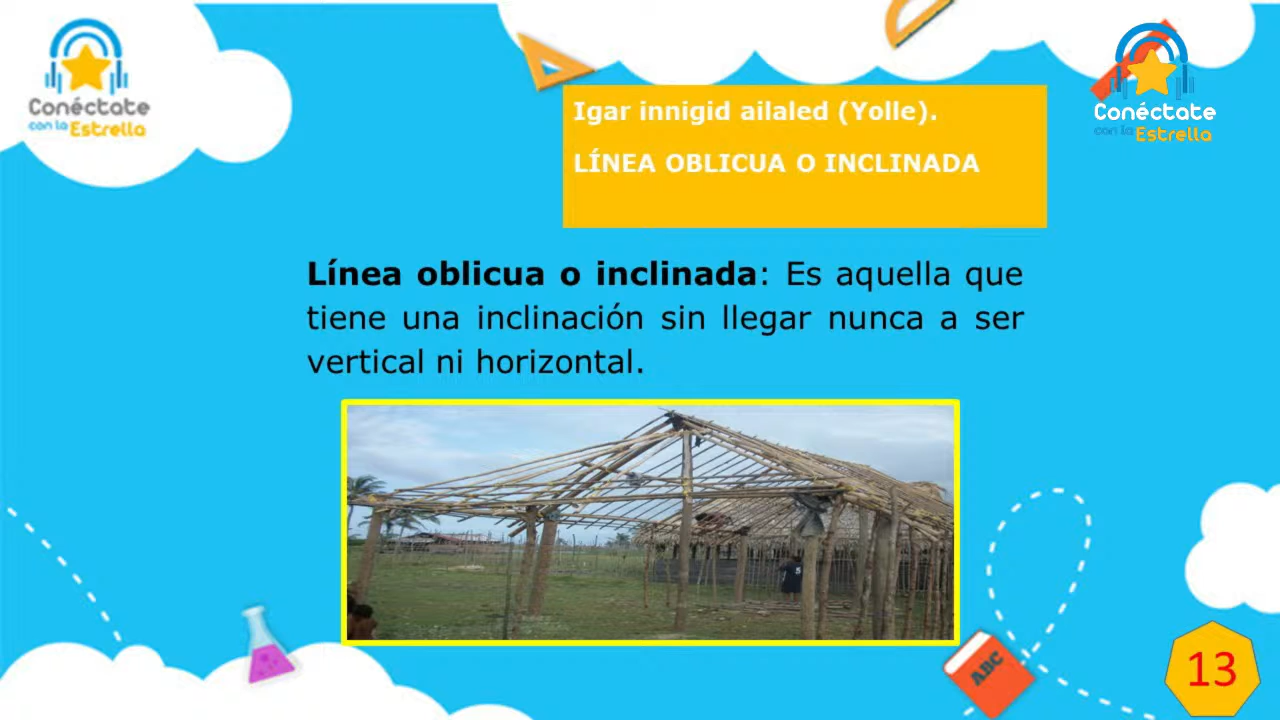 Conéctate
con la Estrella
Conéctate
con la Estrella
Igar innigid ailaled (Yolle).
LÍNEA OBLICUA O INCLINADA
Línea oblicua o inclinada: Es aquella que
tiene una inclinación sin llegar nunca a ser
vertical ni horizontal.
ABC
13